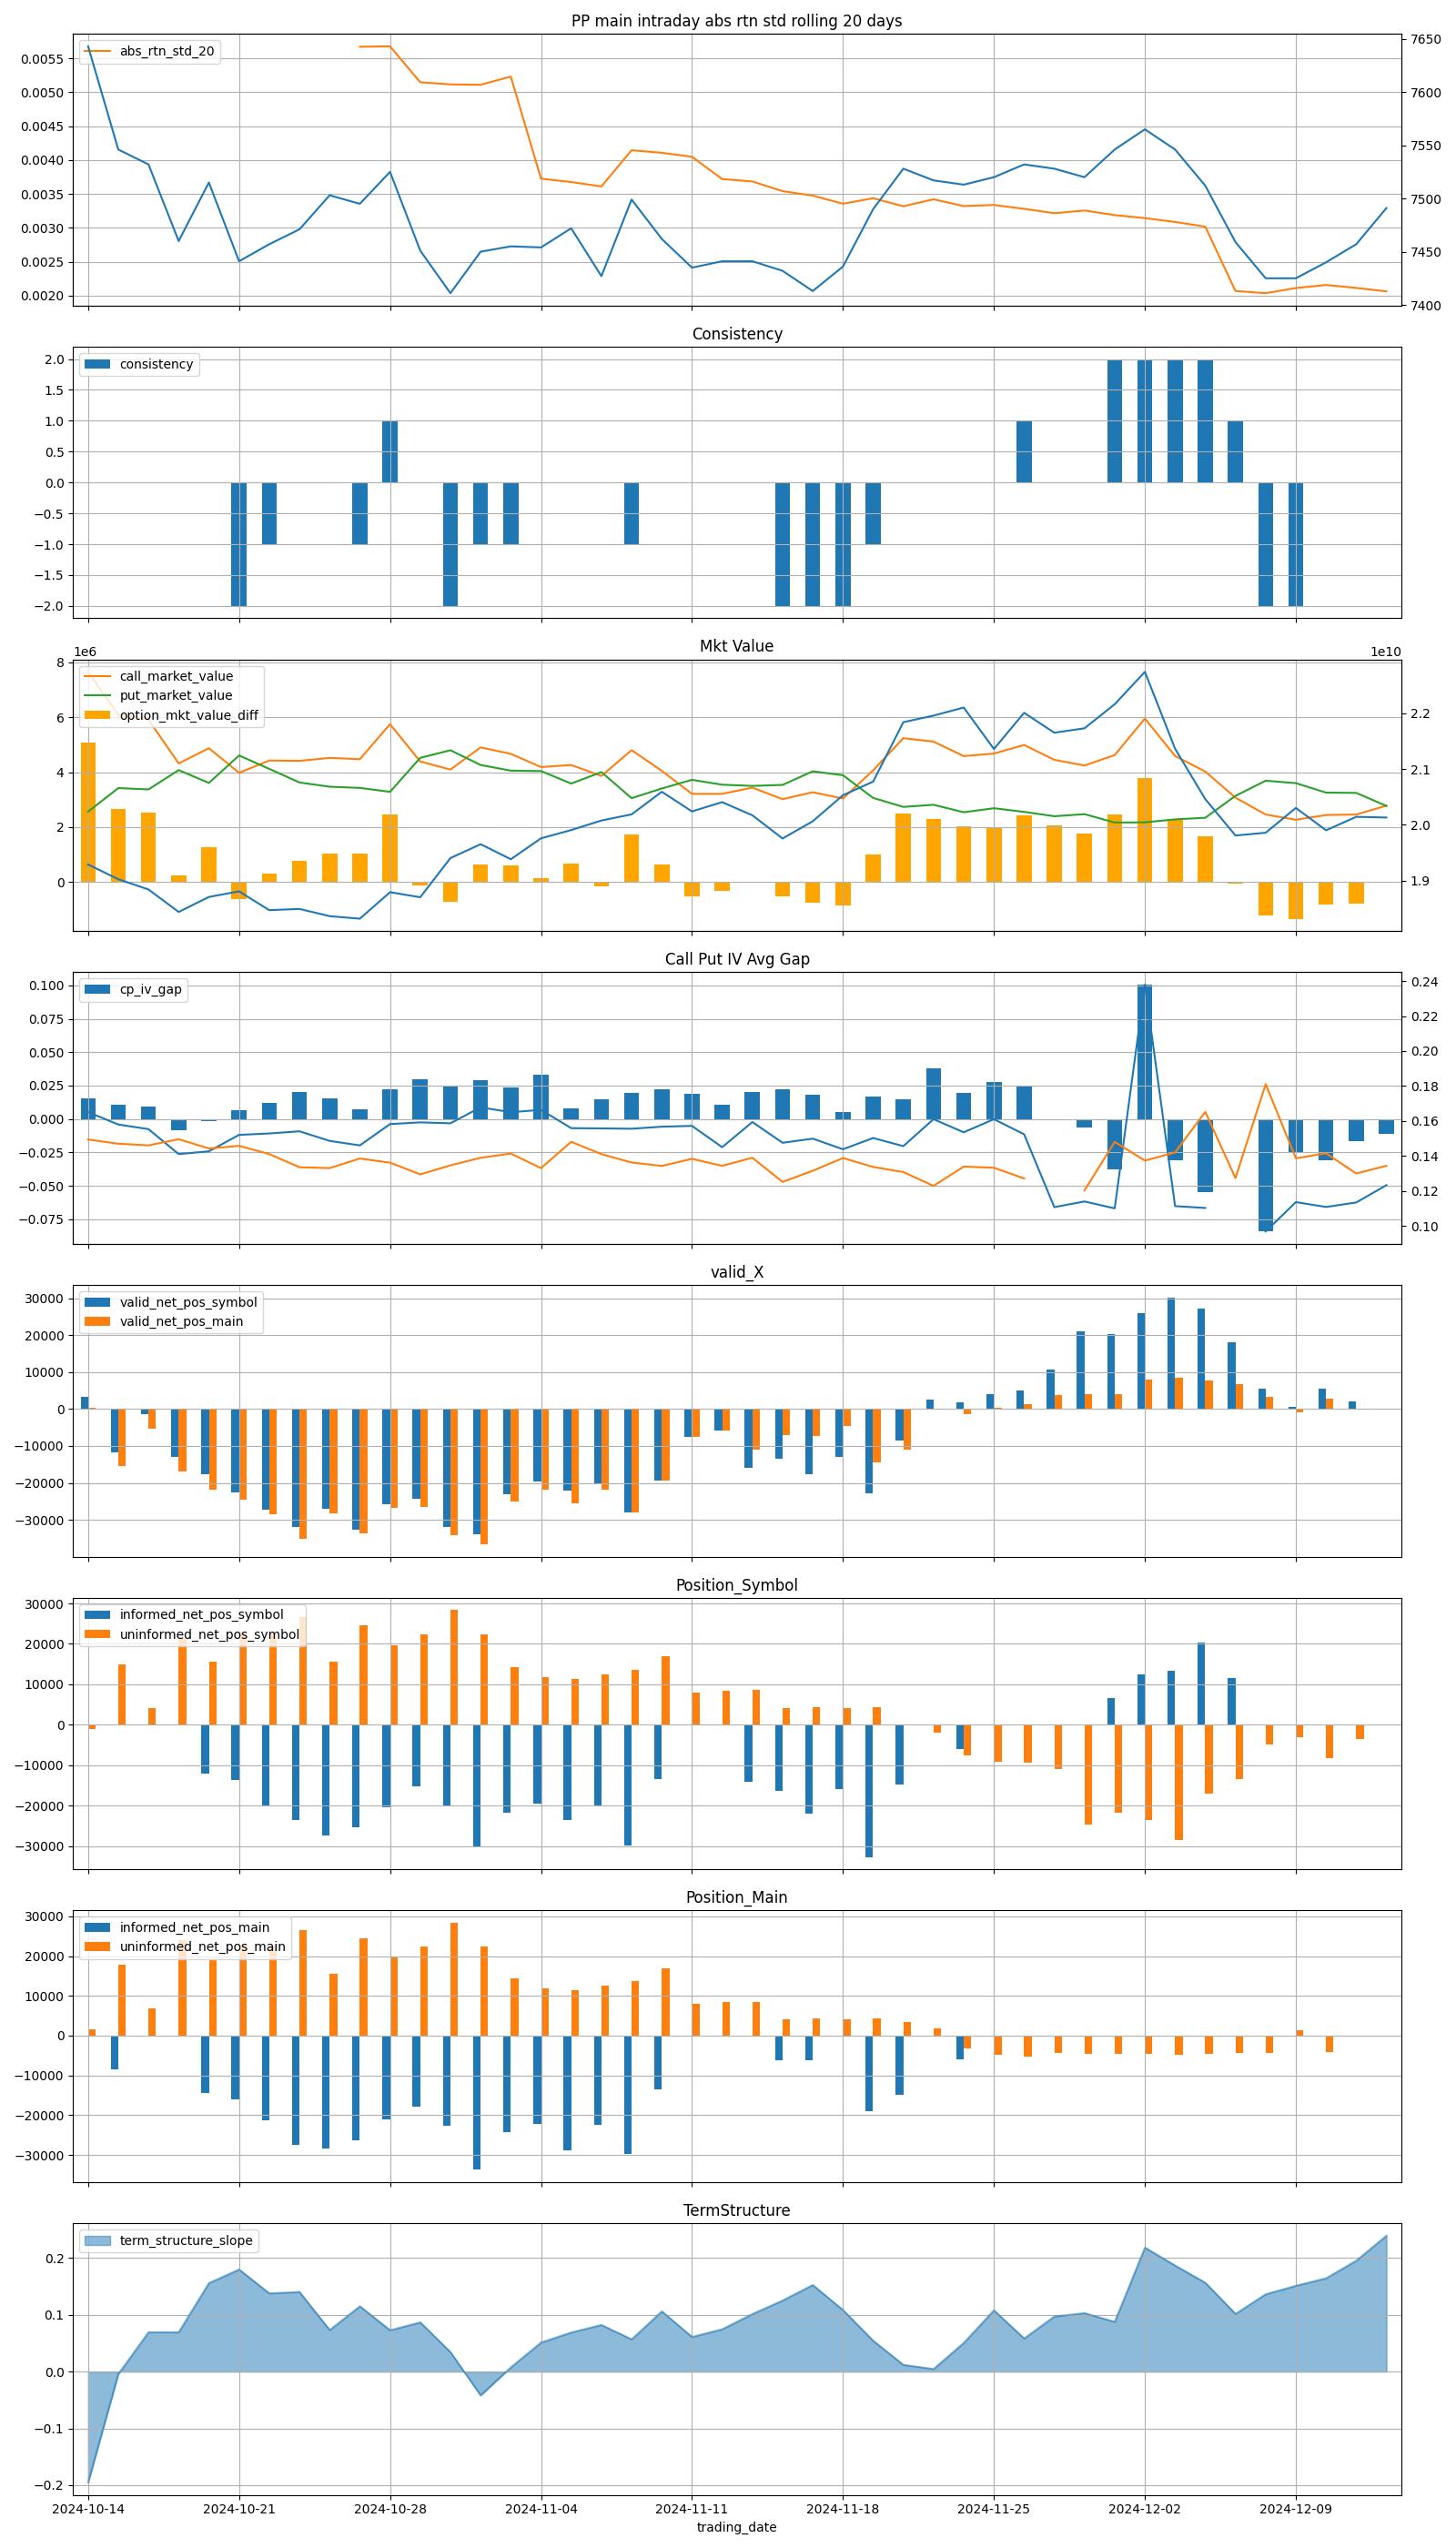 PP main intraday abs rtn std rolling 20 days
abs_rtn_std_20
0.0055
0.0050
0.0045
0.0040
0.0035
0.0030
0.0025
0.0020
7650
7600
7550
7500
7450
7400
Consistency
consistency
2.0
1.5
1.0
0.5
0.0
−0.5
−1.0
−1.5
−2.0
Mkt Value
1e6
1e10
call_market_value
put_market_value
option_mkt_value_diff
8
6
4
2
0
2.2
2.1
2.0
1.9
Call Put IV Avg Gap
cp_iv_gap
0.100
0.075
0.050
0.025
0.000
−0.025
−0.050
−0.075
0.24
0.22
0.20
0.18
0.16
0.14
0.12
0.10
valid_X
valid_net_pos_symbol
valid_net_pos_main
30000
20000
10000
0
−10000
−20000
−30000
Position_Symbol
informed_net_pos_symbol
uninformed_net_pos_symbol
30000
20000
10000
0
−10000
−20000
−30000
Position_Main
informed_net_pos_main
uninformed_net_pos_main
30000
20000
10000
0
−10000
−20000
−30000
TermStructure
term_structure_slope
0.2
0.1
0.0
−0.1
−0.2
2024-10-14 2024-10-21 2024-10-28 2024-11-04 2024-11-11 2024-11-18 2024-11-25 2024-12-02 2024-12-09
trading_date